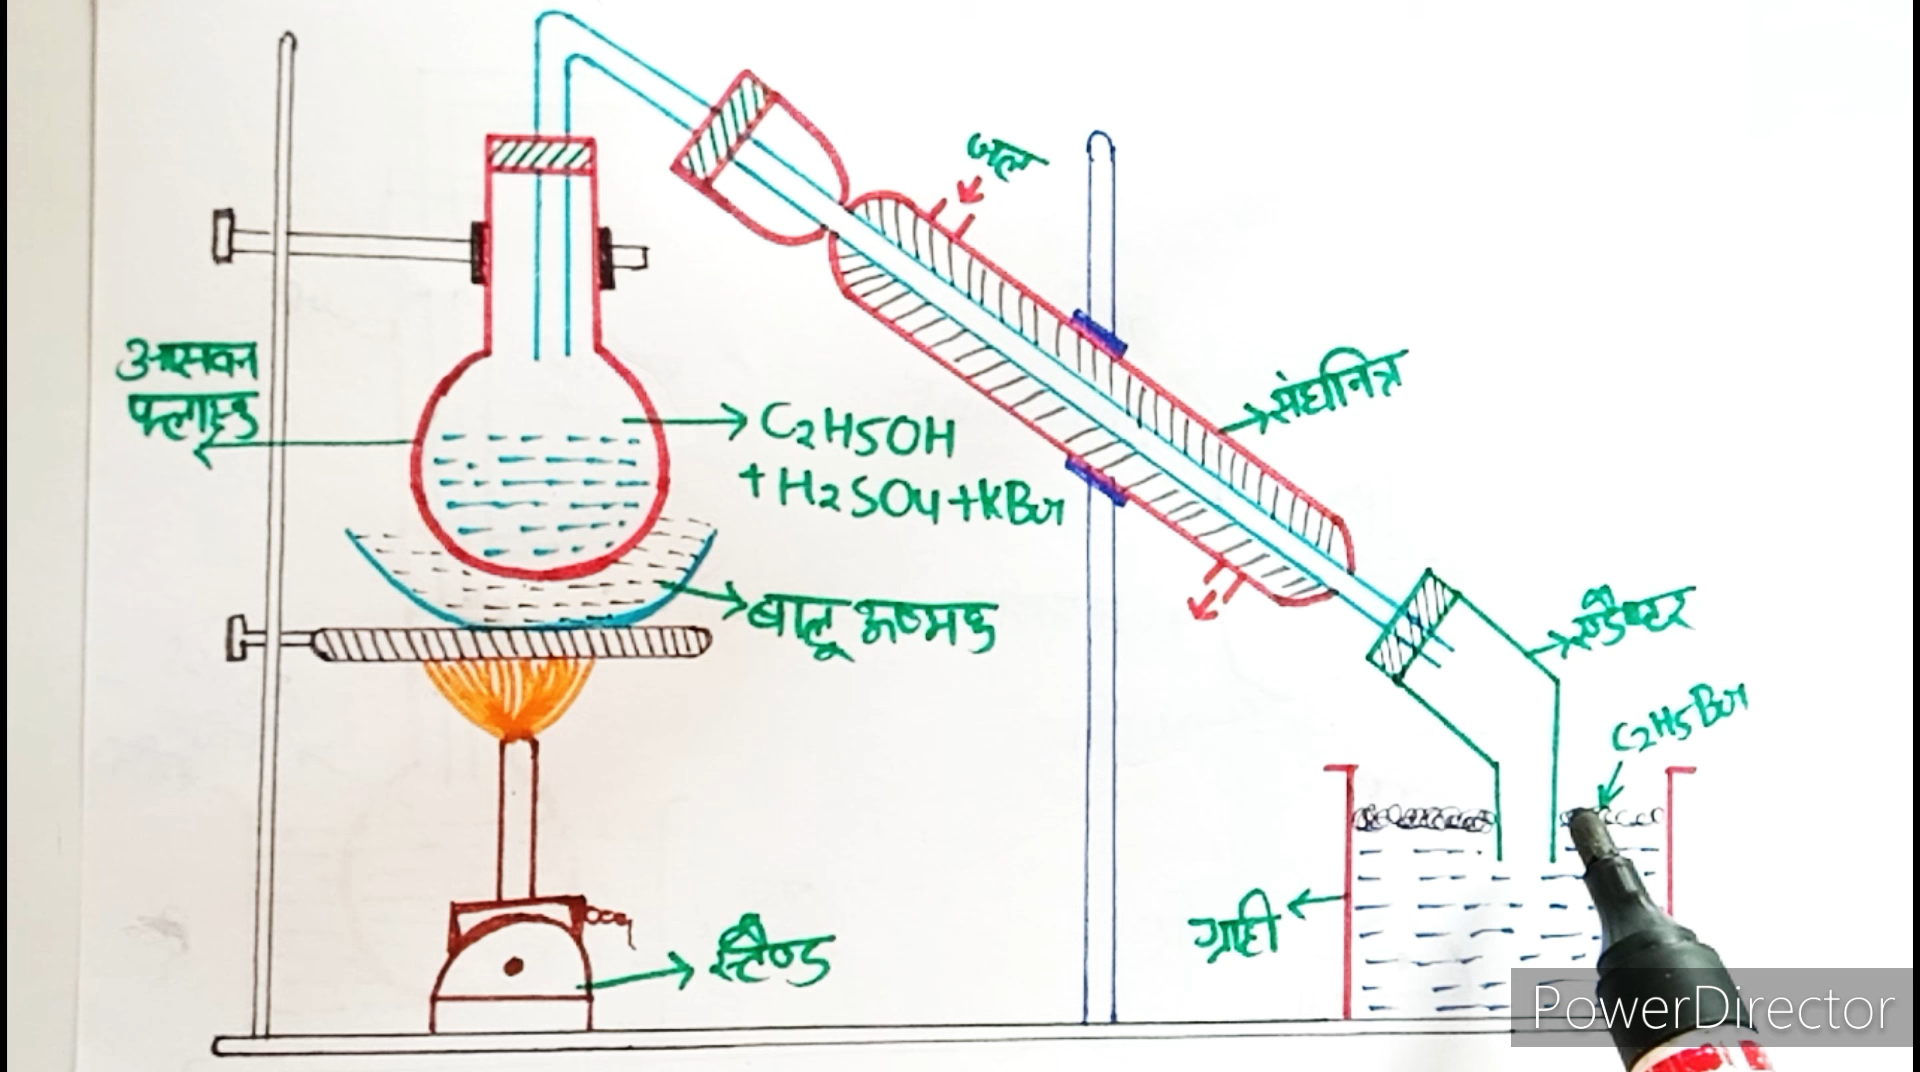 जल
आसवन
फ्लास्क
संघनित्र
C2H5OH
+ H2SO4 + KBr
बालू ऊष्मक
एडैप्टर
C2H5Br
ग्राही
स्टैण्ड
PowerDirector